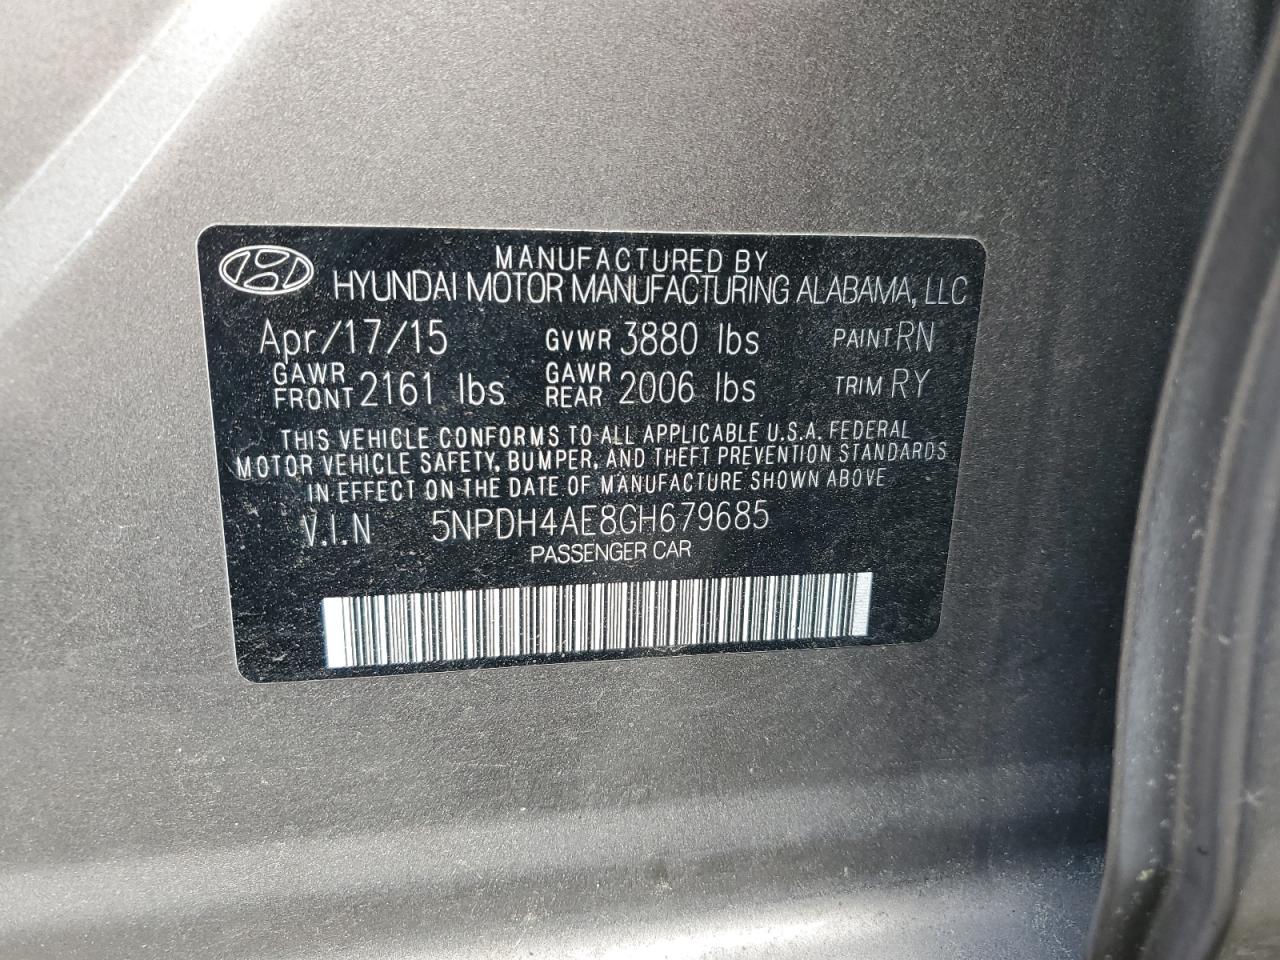 MANUFACTURED BY
HYUNDAI MOTOR MANUFACTURING ALABAMA, LLC
Apr/17/15 GVWR 3880 lbs PAINT RN
GAWR FRONT 2161 lbs GAWR REAR 2006 lbs TRIM RY
THIS VEHICLE CONFORMS TO ALL APPLICABLE U.S.A. FEDERAL
MOTOR VEHICLE SAFETY, BUMPER, AND THEFT PREVENTION STANDARDS
IN EFFECT ON THE DATE OF MANUFACTURE SHOWN ABOVE
V.I.N 5NPDH4AE8GH679685
PASSENGER CAR